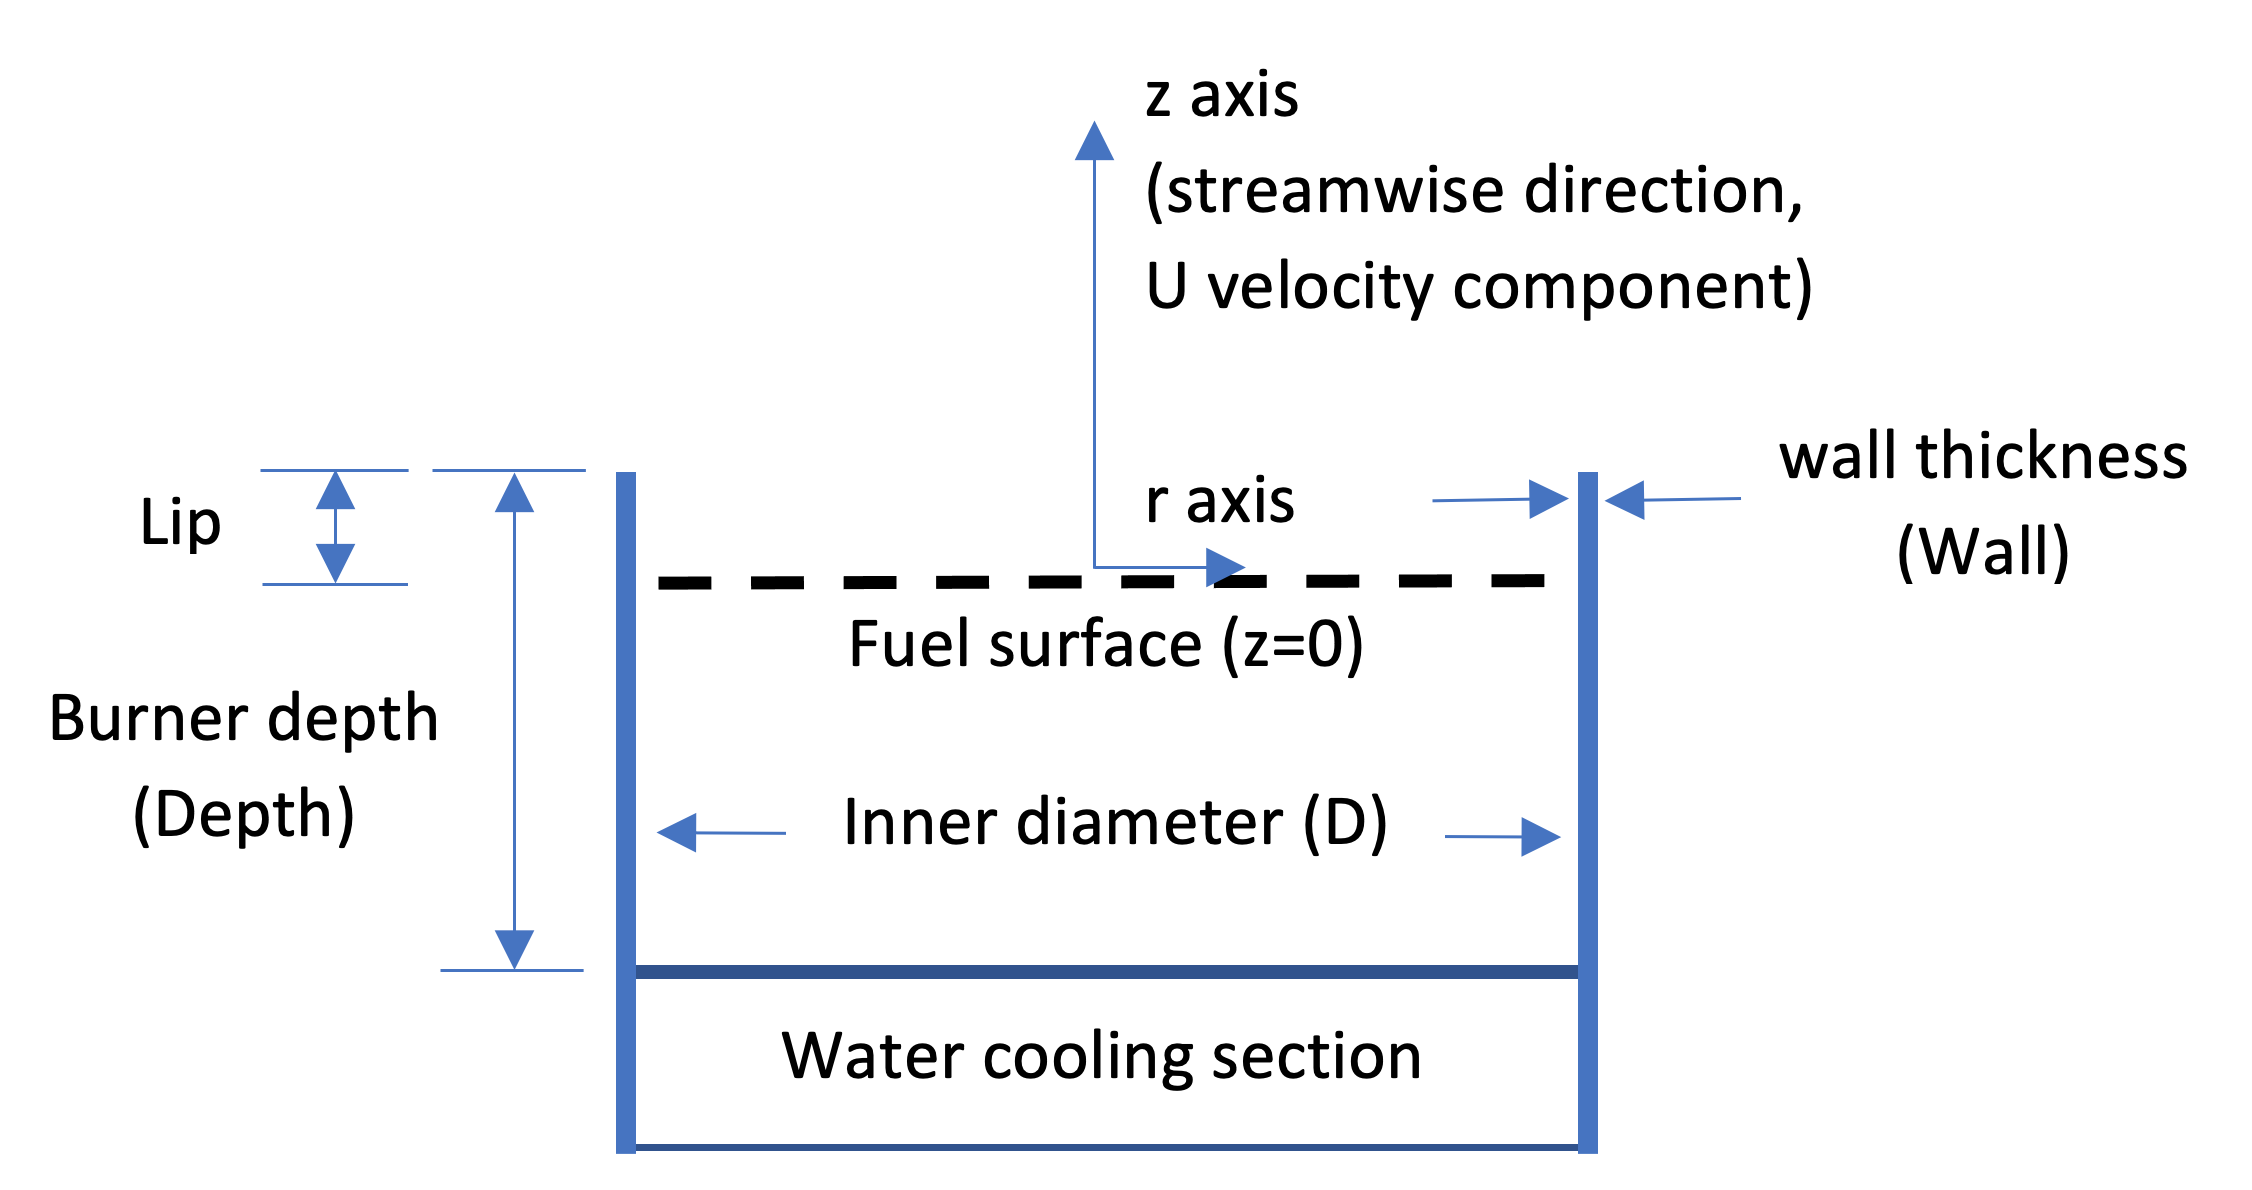 z axis
(streamwise direction,
U velocity component)
r axis
wall thickness
(Wall)
Lip
Fuel surface (z=0)
Burner depth
(Depth)
Inner diameter (D)
Water cooling section